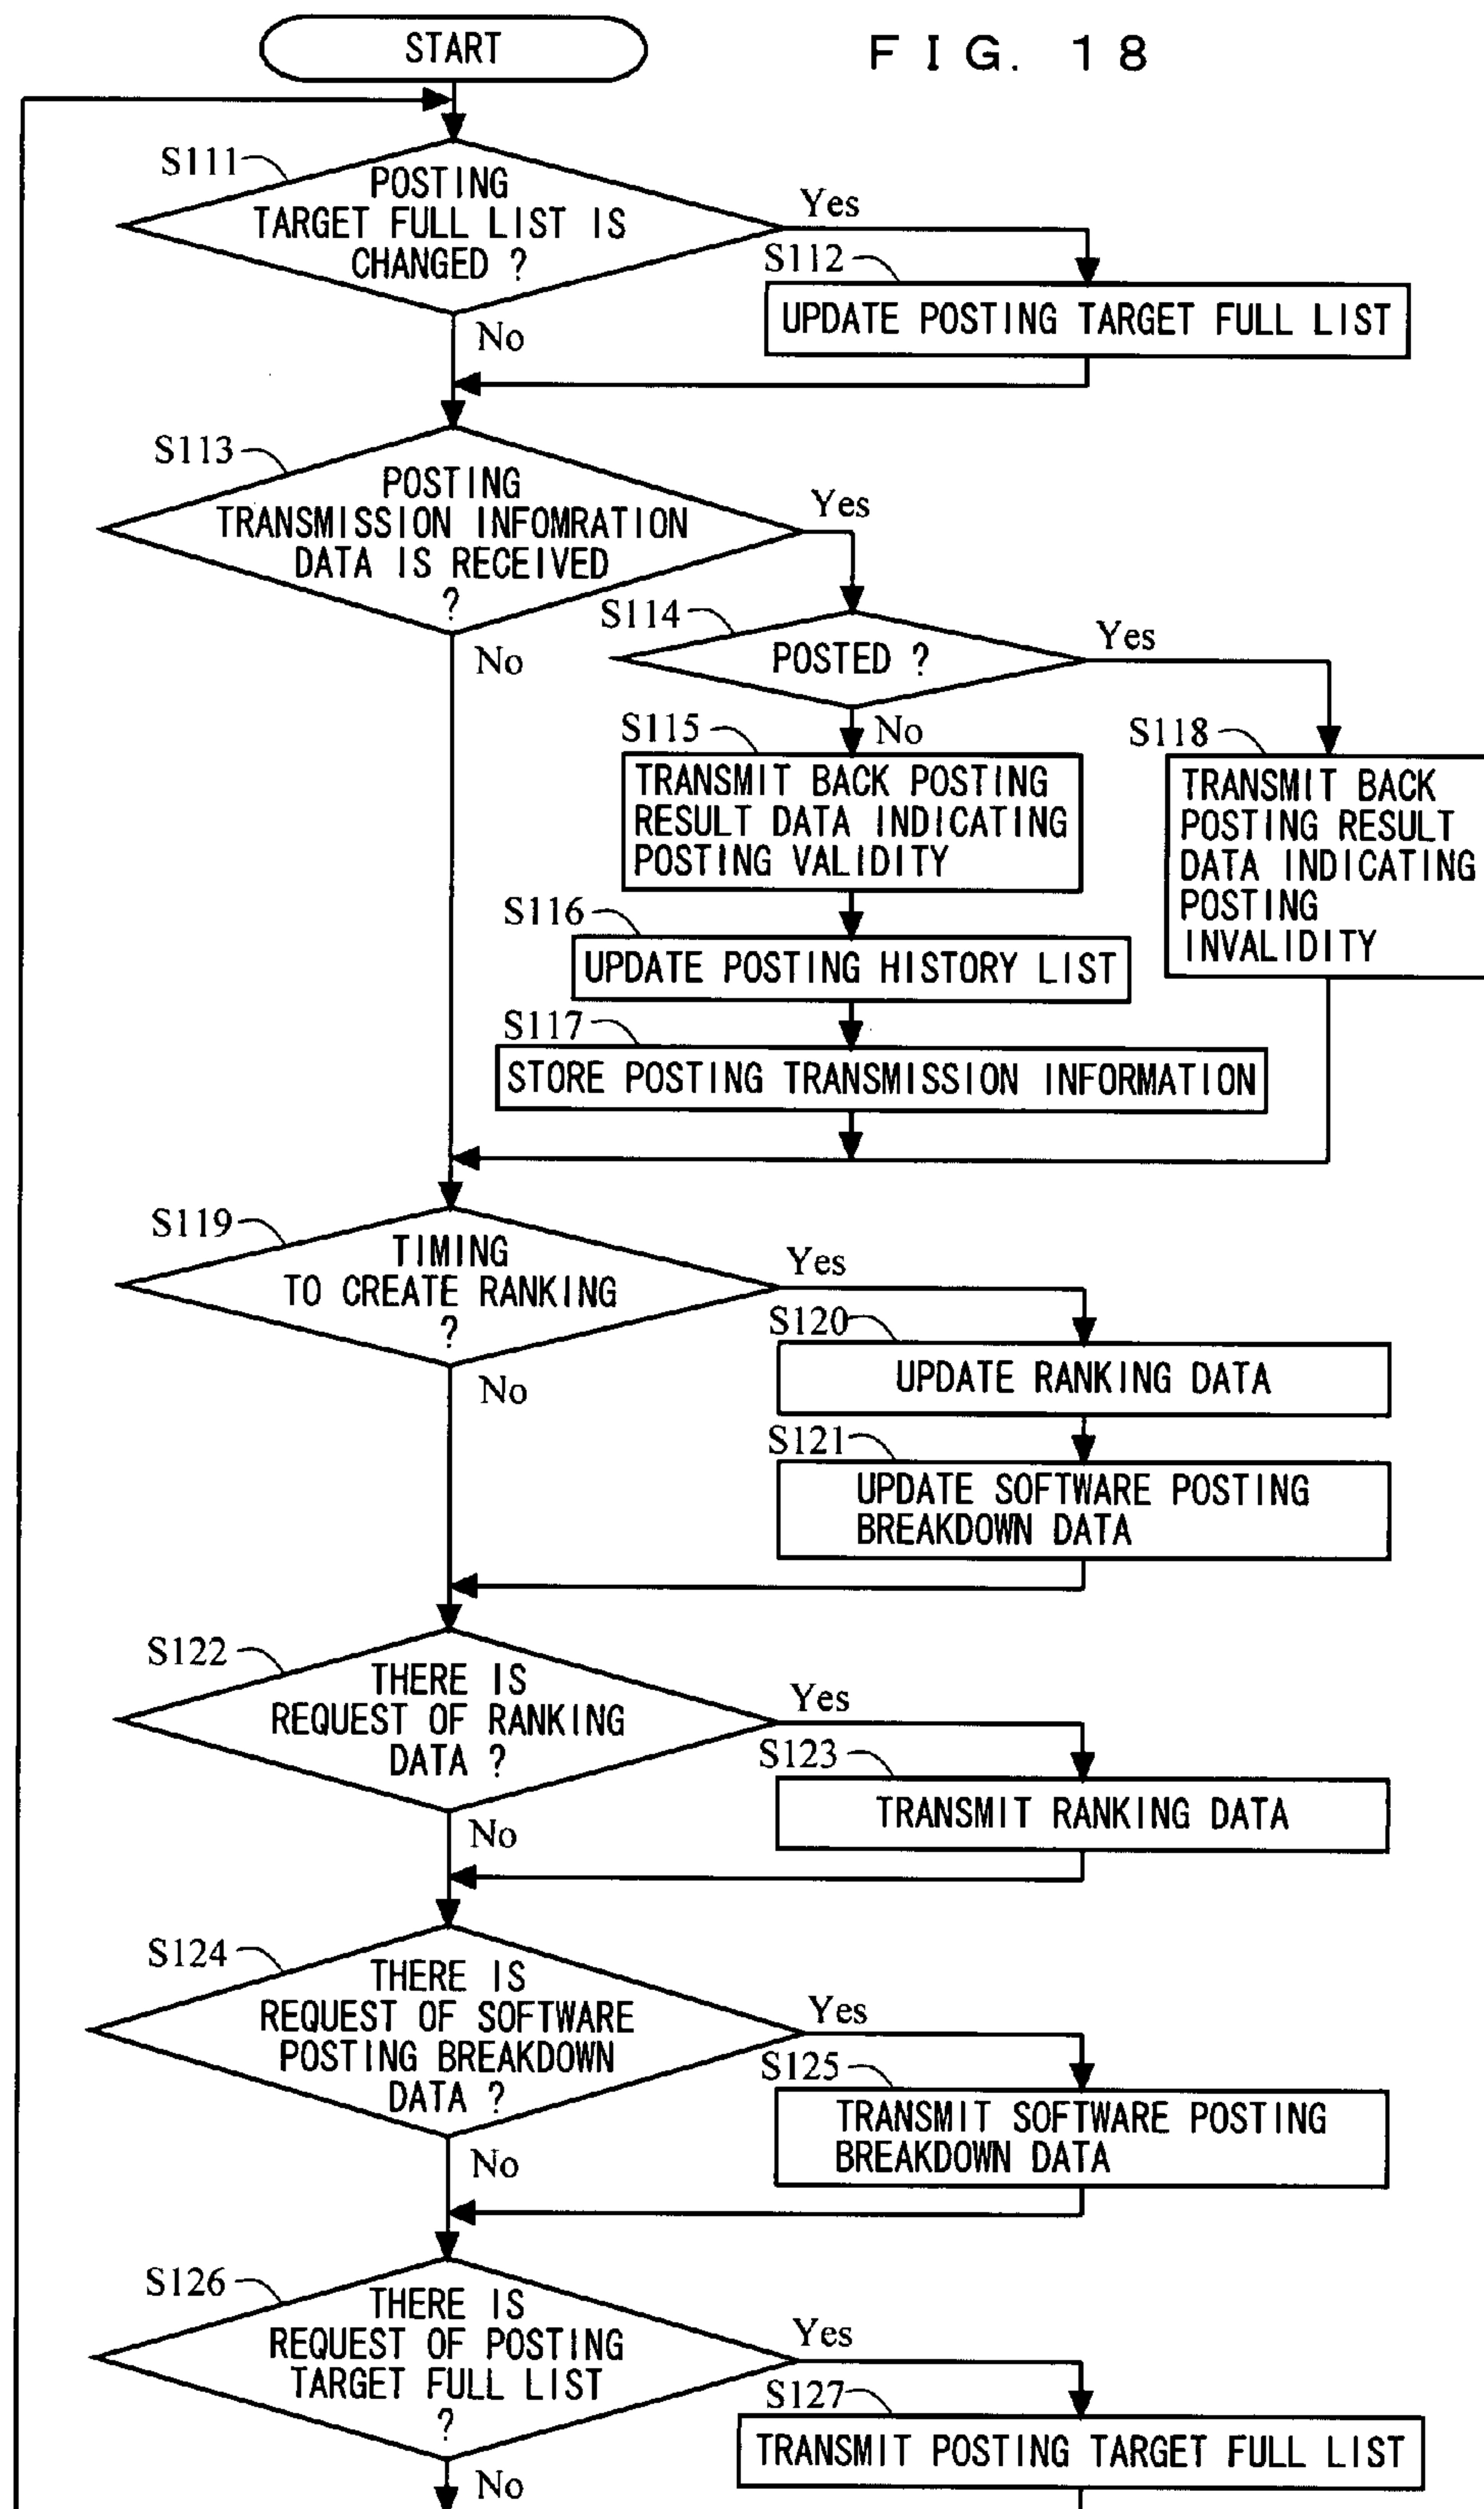 START
F I G. 1 8
S111
POSTING
TARGET FULL LIST IS
CHANGED ?
Yes
S112
UPDATE POSTING TARGET FULL LIST
No
S113
POSTING
TRANSMISSION INFOMRATION
DATA IS RECEIVED
?
Yes
No
S114
POSTED ?
Yes
No
S115
TRANSMIT BACK POSTING
RESULT DATA INDICATING
POSTING VALIDITY
S118
TRANSMIT BACK
POSTING RESULT
DATA INDICATING
POSTING
INVALIDITY
S116
UPDATE POSTING HISTORY LIST
S117
STORE POSTING TRANSMISSION INFORMATION
S119
TIMING
TO CREATE RANKING
?
Yes
No
S120
UPDATE RANKING DATA
S121
UPDATE SOFTWARE POSTING
BREAKDOWN DATA
S122
THERE IS
REQUEST OF RANKING
DATA ?
Yes
No
S123
TRANSMIT RANKING DATA
S124
THERE IS
REQUEST OF SOFTWARE
POSTING BREAKDOWN
DATA ?
Yes
No
S125
TRANSMIT SOFTWARE POSTING
BREAKDOWN DATA
S126
THERE IS
REQUEST OF POSTING
TARGET FULL LIST
?
Yes
No
S127
TRANSMIT POSTING TARGET FULL LIST